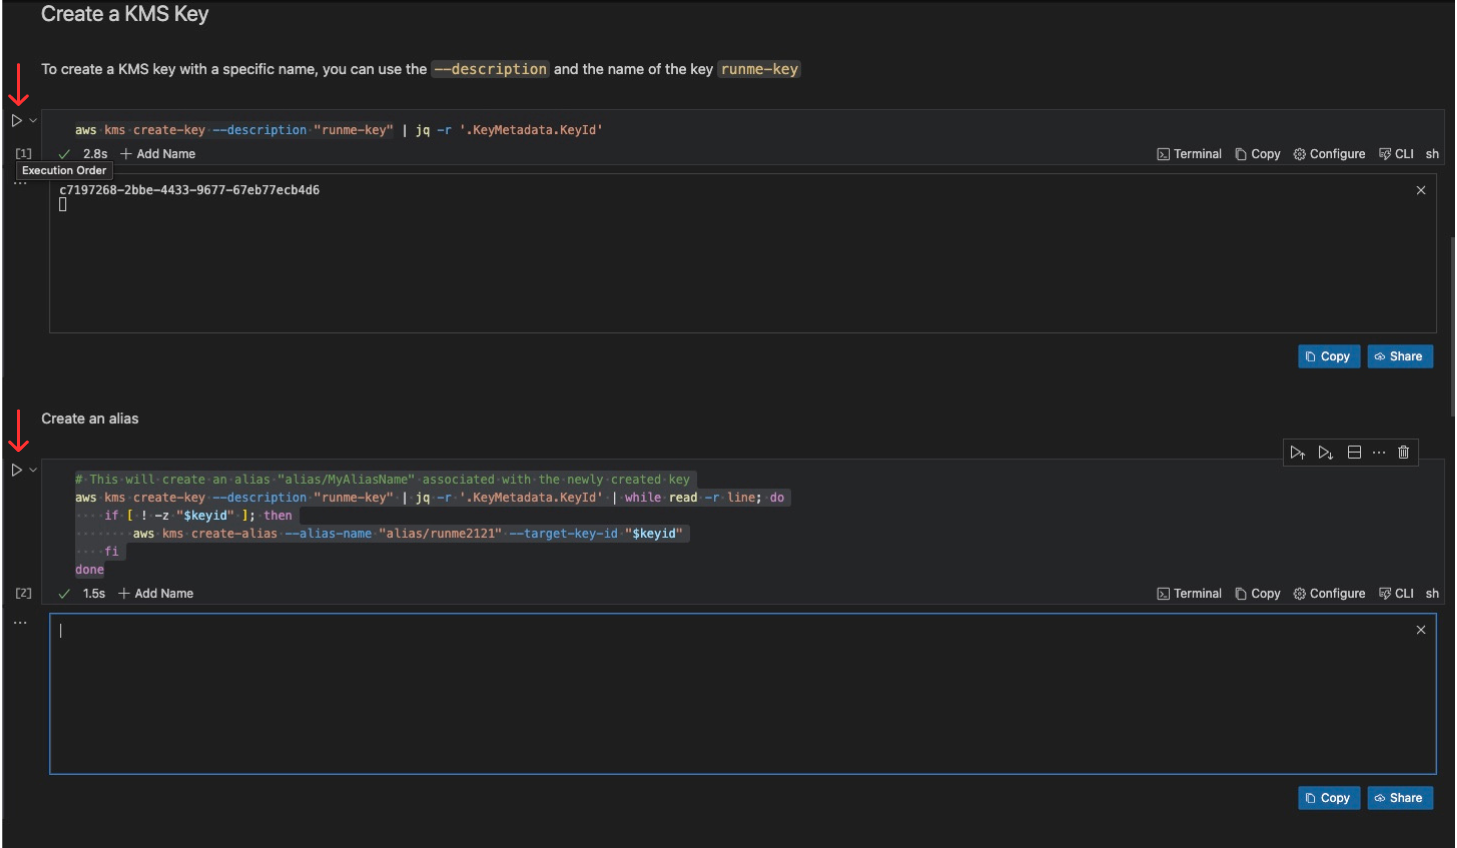 Create a KMS Key
To create a KMS key with a specific name, you can use the --description and the name of the key runme-key
aws kms create-key --description "runme-key" | jq -r '.KeyMetadata.KeyId'
[1] 2.8s Add Name Terminal Copy Configure CLI sh
Execution Order
c7197268-2bbe-4433-9677-67eb77ecb4d6
Copy Share
Create an alias
# This will create an alias "alias/MyAliasName" associated with the newly created key
aws kms create-key --description "runme-key" | jq -r '.KeyMetadata.KeyId' | while read -r line; do
if [ ! -z "$keyid" ]; then
aws kms create-alias --alias-name "alias/runme2121" --target-key-id "$keyid"
fi
done
[2] 1.5s Add Name Terminal Copy Configure CLI sh
Copy Share